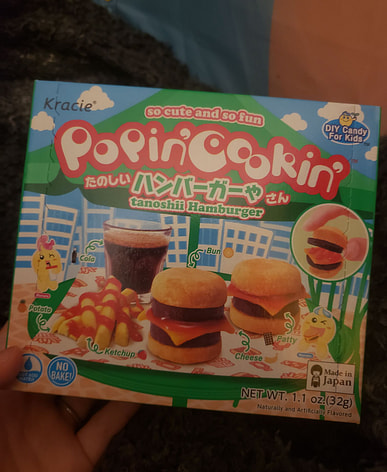 Kracie®
so cute and so fun
DIY Candy
For Kids
Popin'Cookin'
たのしい ハンバーガーや さん
tanoshii Hamburger
Cola
Bun
Potato
Ketchup
Cheese
Patty
NO
BAKE!
Made in
Japan
NET WT. 1.1 oz.(32g)
Naturally and Artificially Flavored